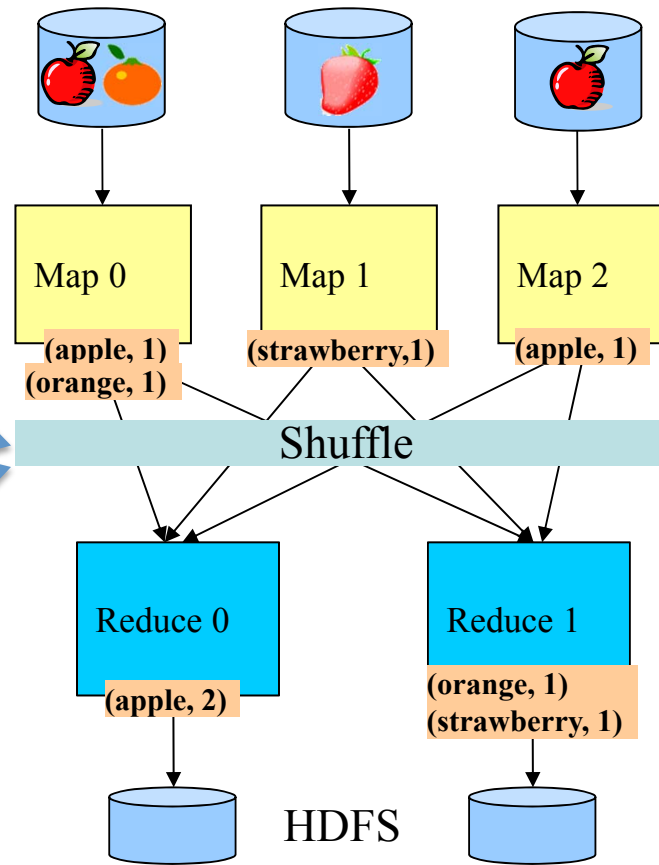 Map 0
Map 1
Map 2
(apple, 1)
(orange, 1)
(strawberry,1)
(apple, 1)
Shuffle
Reduce 0
Reduce 1
(apple, 2)
(orange, 1)
(strawberry, 1)
HDFS